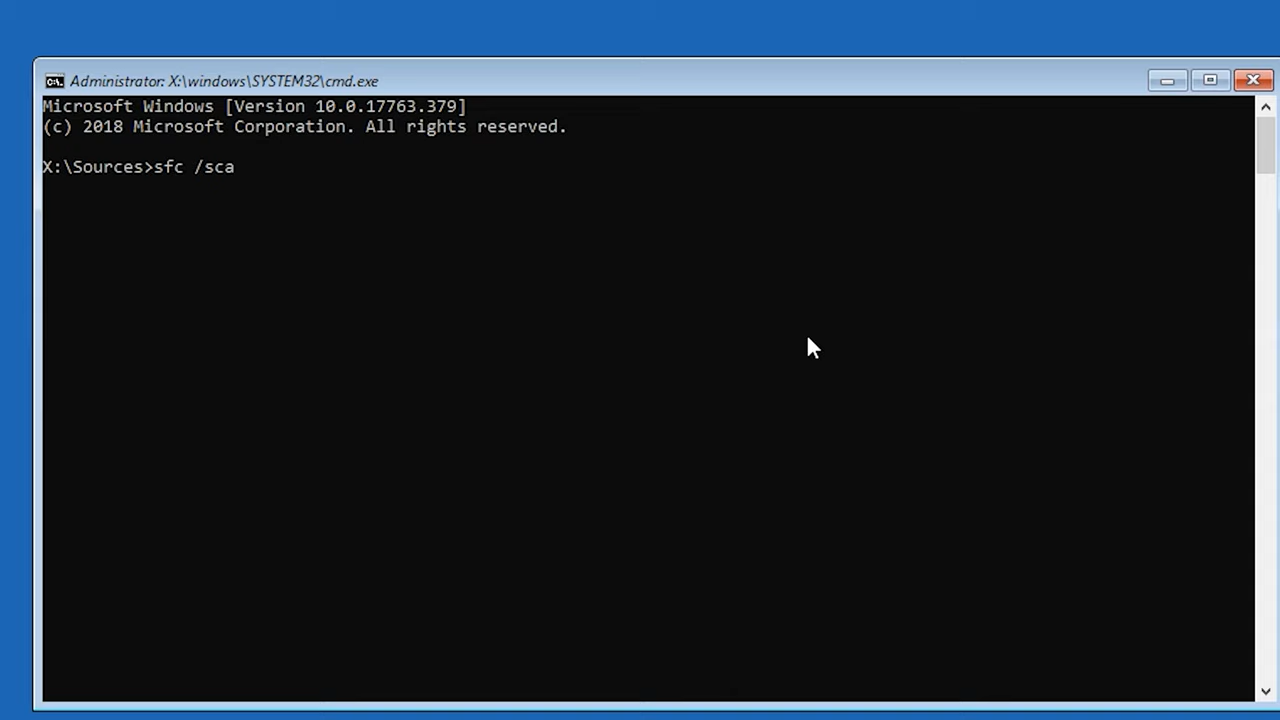 Administrator: X:\windows\SYSTEM32\cmd.exe
Microsoft Windows [Version 10.0.17763.379]
(c) 2018 Microsoft Corporation. All rights reserved.
X:\Sources>sfc /sca